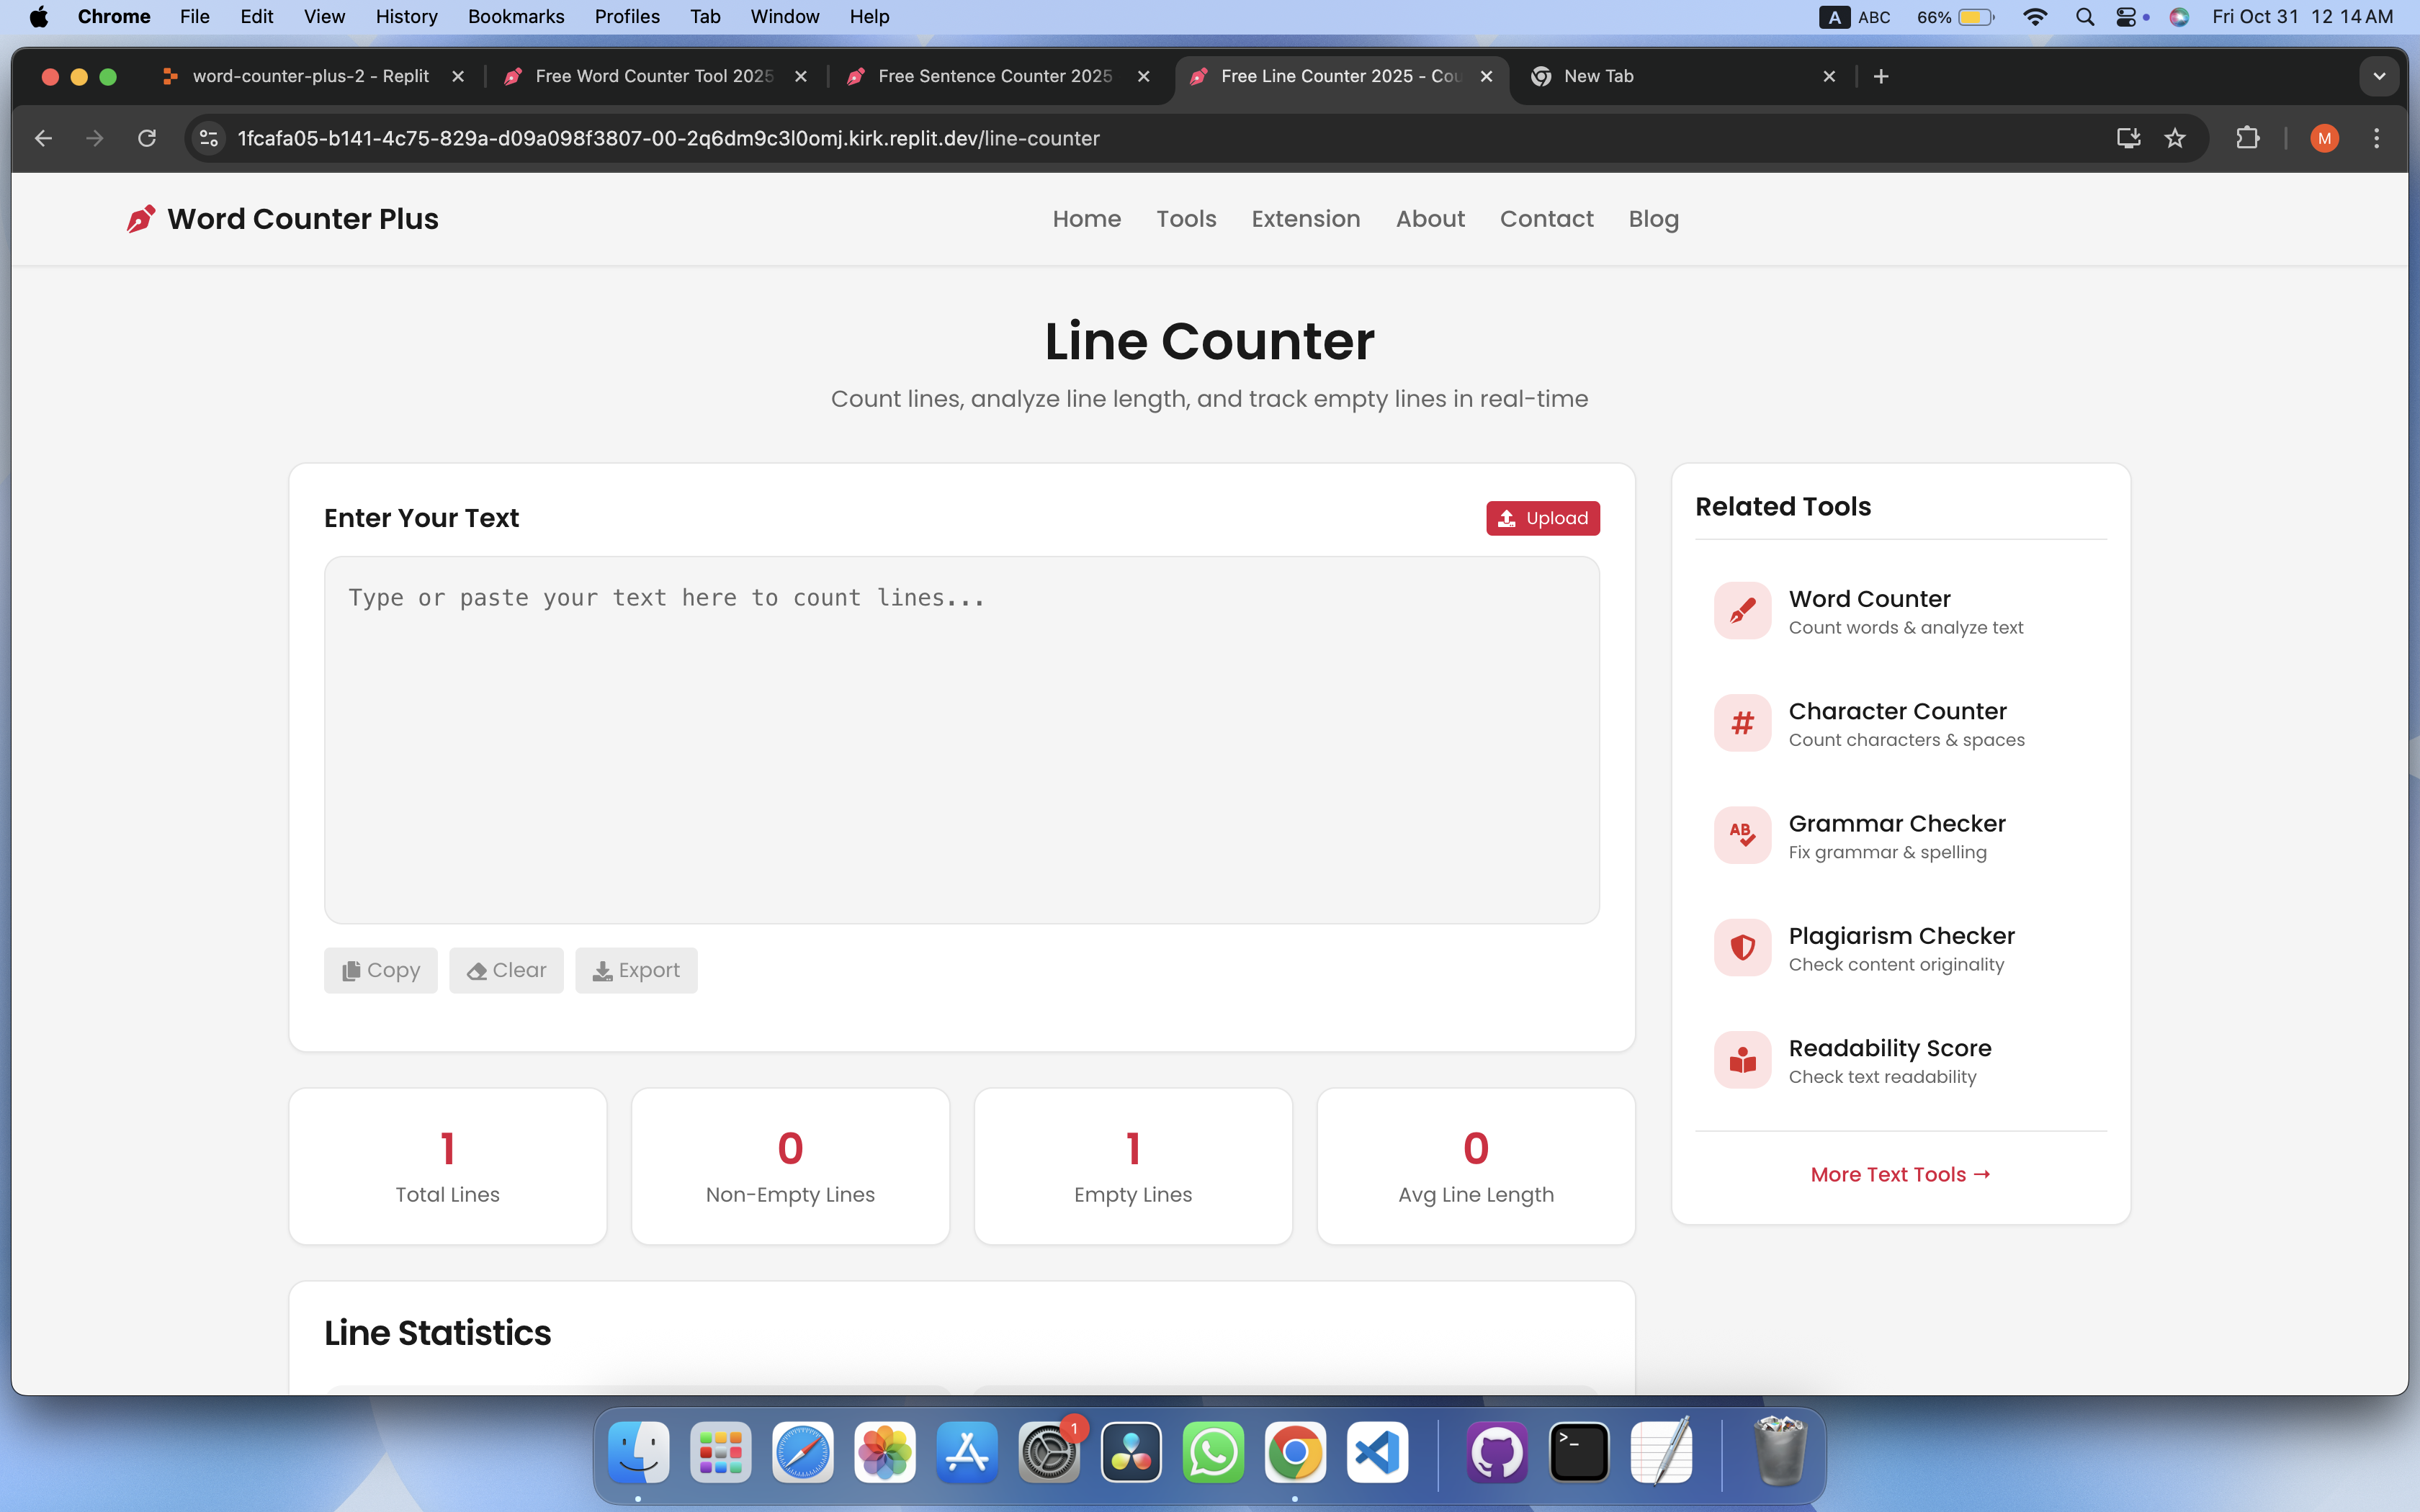 Chrome File Edit View History Bookmarks Profiles Tab Window Help A ABC 66% Fri Oct 31 12 14 AM
word-counter-plus-2 - Replit Free Word Counter Tool 2025 Free Sentence Counter 2025 Free Line Counter 2025 - Cou New Tab
1fcafa05-b141-4c75-829a-d09a098f3807-00-2q6dm9c3l0omj.kirk.replit.dev/line-counter M
Word Counter Plus Home Tools Extension About Contact Blog
Line Counter
Count lines, analyze line length, and track empty lines in real-time
Enter Your Text Upload
Type or paste your text here to count lines...
Copy Clear Export
1 0 1 0
Total Lines Non-Empty Lines Empty Lines Avg Line Length
Line Statistics
Related Tools
Word Counter
Count words & analyze text
# Character Counter
Count characters & spaces
AB Grammar Checker
Fix grammar & spelling
Plagiarism Checker
Check content originality
Readability Score
Check text readability
More Text Tools →
1
>_